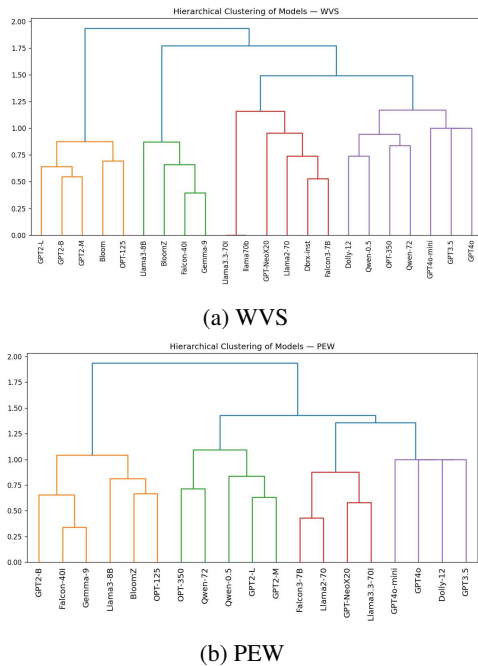 Hierarchical Clustering of Models — WVS
2.00
1.75
1.50
1.25
1.00
0.75
0.50
0.25
0.00
GPT2-L
GPT2-B
GPT2-M
Bloom
OPT-125
Llama3-8B
BloomZ
Falcon-40I
Gemma-9
Llama3.3-70I
llama70b
GPT-NeoX20
Llama2-70
Dbrx-inst
Falcon3-7B
Dolly-12
Qwen-0.5
OPT-350
Qwen-72
GPT4o-mini
GPT3.5
GPT4o
(a) WVS
Hierarchical Clustering of Models — PEW
2.00
1.75
1.50
1.25
1.00
0.75
0.50
0.25
0.00
GPT2-B
Falcon-40I
Gemma-9
Llama3-8B
BloomZ
OPT-125
OPT-350
Qwen-72
Qwen-0.5
GPT2-L
GPT2-M
Falcon3-7B
Llama2-70
GPT-NeoX20
Llama3.3-70I
GPT4o-mini
GPT4o
Dolly-12
GPT3.5
(b) PEW